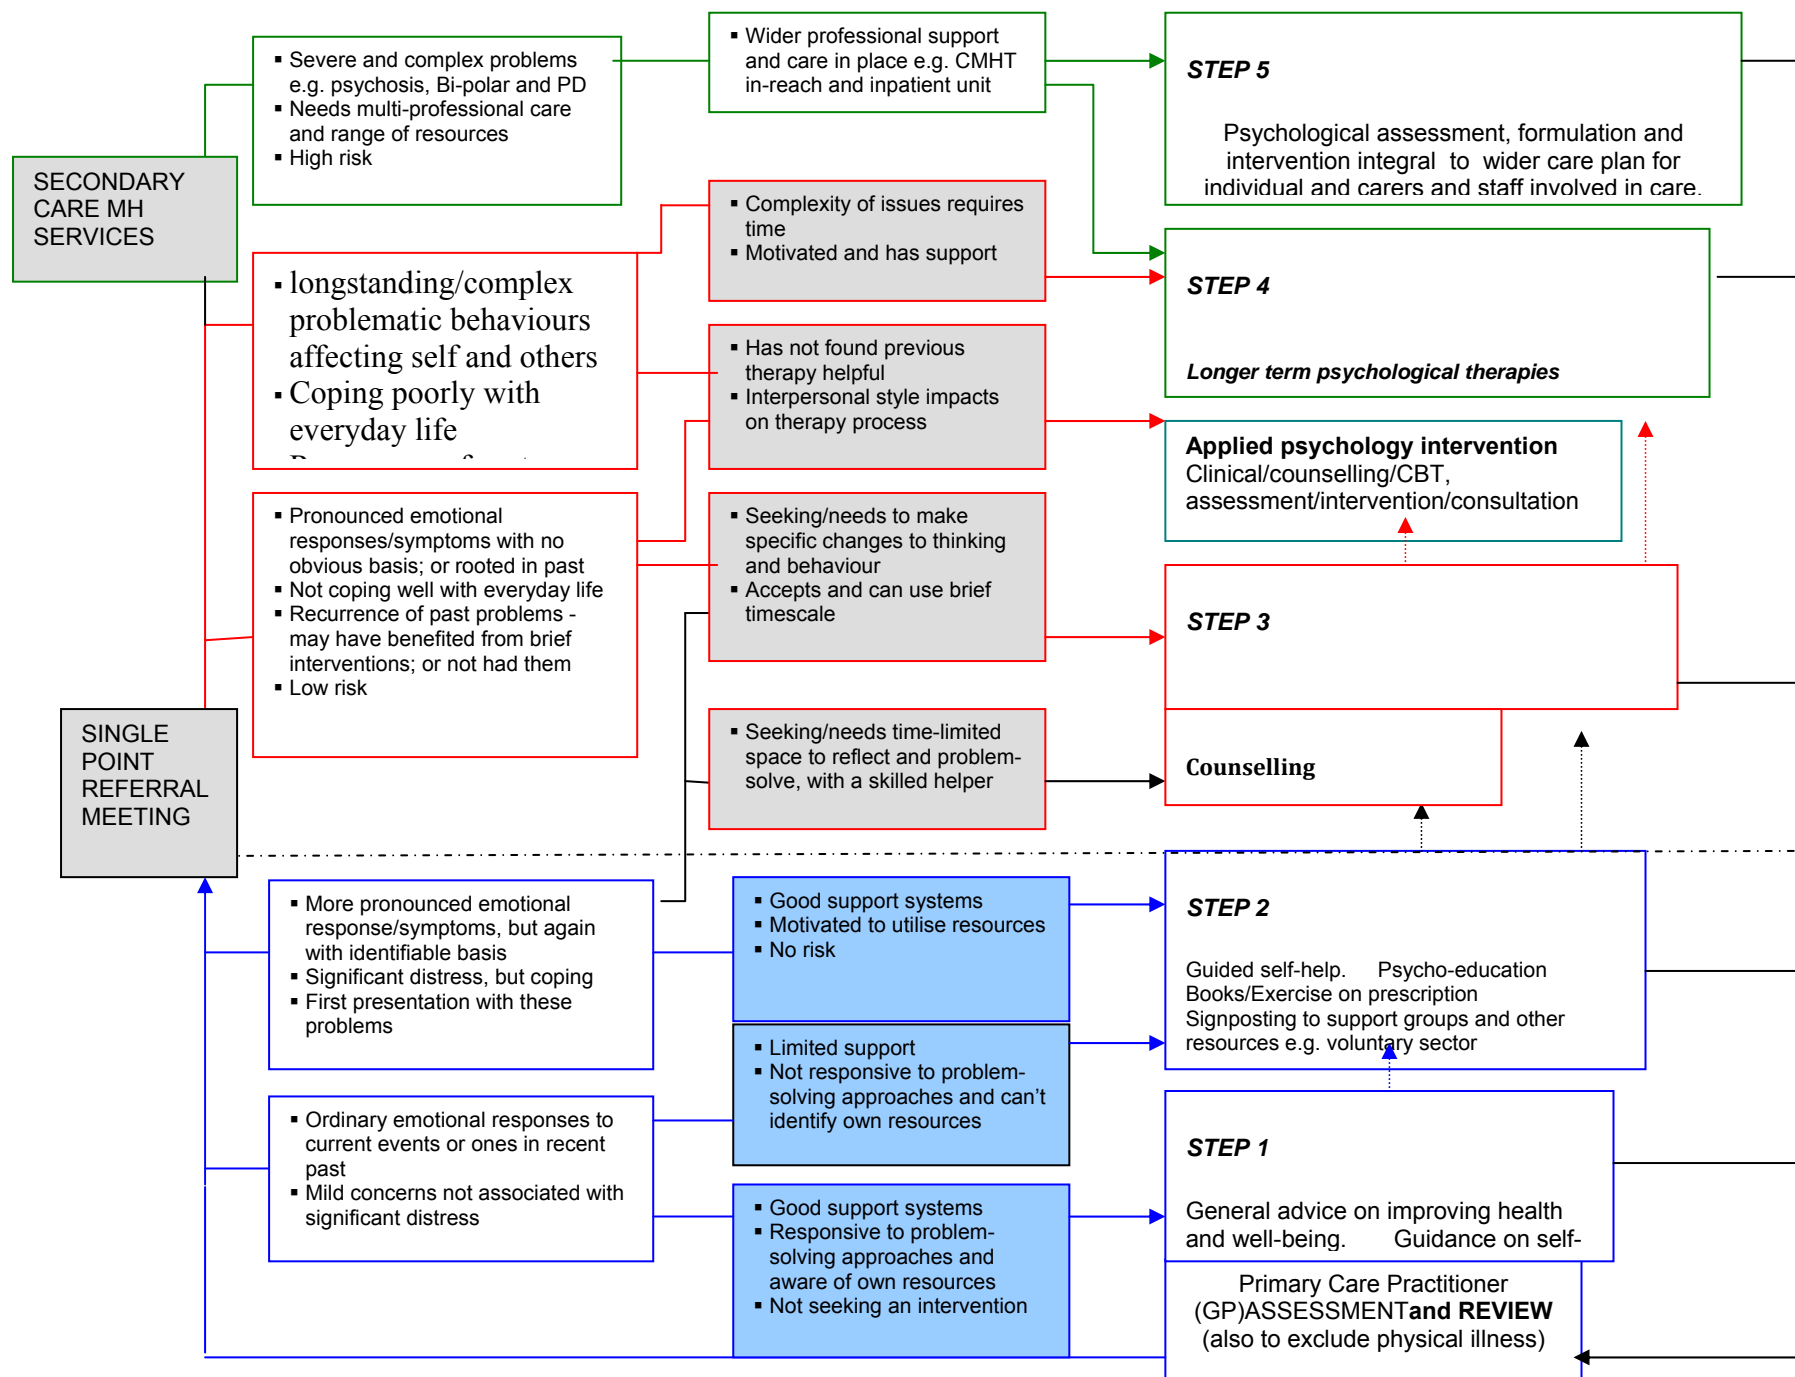 SECONDARY
CARE MH
SERVICES
SINGLE
POINT
REFERRAL
MEETING
▪ Severe and complex problems
e.g. psychosis, Bi-polar and PD
▪ Needs multi-professional care
and range of resources
▪ High risk
▪ longstanding/complex
problematic behaviours
affecting self and others
▪ Coping poorly with
everyday life
▪ Pronounced emotional
responses/symptoms with no
obvious basis; or rooted in past
▪ Not coping well with everyday life
▪ Recurrence of past problems -
may have benefited from brief
interventions; or not had them
▪ Low risk
▪ More pronounced emotional
response/symptoms, but again
with identifiable basis
▪ Significant distress, but coping
▪ First presentation with these
problems
▪ Ordinary emotional responses to
current events or ones in recent
past
▪ Mild concerns not associated with
significant distress
▪ Wider professional support
and care in place e.g. CMHT
in-reach and inpatient unit
▪ Complexity of issues requires
time
▪ Motivated and has support
▪ Has not found previous
therapy helpful
▪ Interpersonal style impacts
on therapy process
▪ Seeking/needs to make
specific changes to thinking
and behaviour
▪ Accepts and can use brief
timescale
▪ Seeking/needs time-limited
space to reflect and problem-
solve, with a skilled helper
▪ Good support systems
▪ Motivated to utilise resources
▪ No risk
▪ Limited support
▪ Not responsive to problem-
solving approaches and can’t
identify own resources
▪ Good support systems
▪ Responsive to problem-
solving approaches and
aware of own resources
▪ Not seeking an intervention
STEP 5
Psychological assessment, formulation and
intervention integral to wider care plan for
individual and carers and staff involved in care.
STEP 4
Longer term psychological therapies
Applied psychology intervention
Clinical/counselling/CBT,
assessment/intervention/consultation
STEP 3
Counselling
STEP 2
Guided self-help. Psycho-education
Books/Exercise on prescription
Signposting to support groups and other
resources e.g. voluntary sector
STEP 1
General advice on improving health
and well-being. Guidance on self-
Primary Care Practitioner
(GP)ASSESSMENTand REVIEW
(also to exclude physical illness)